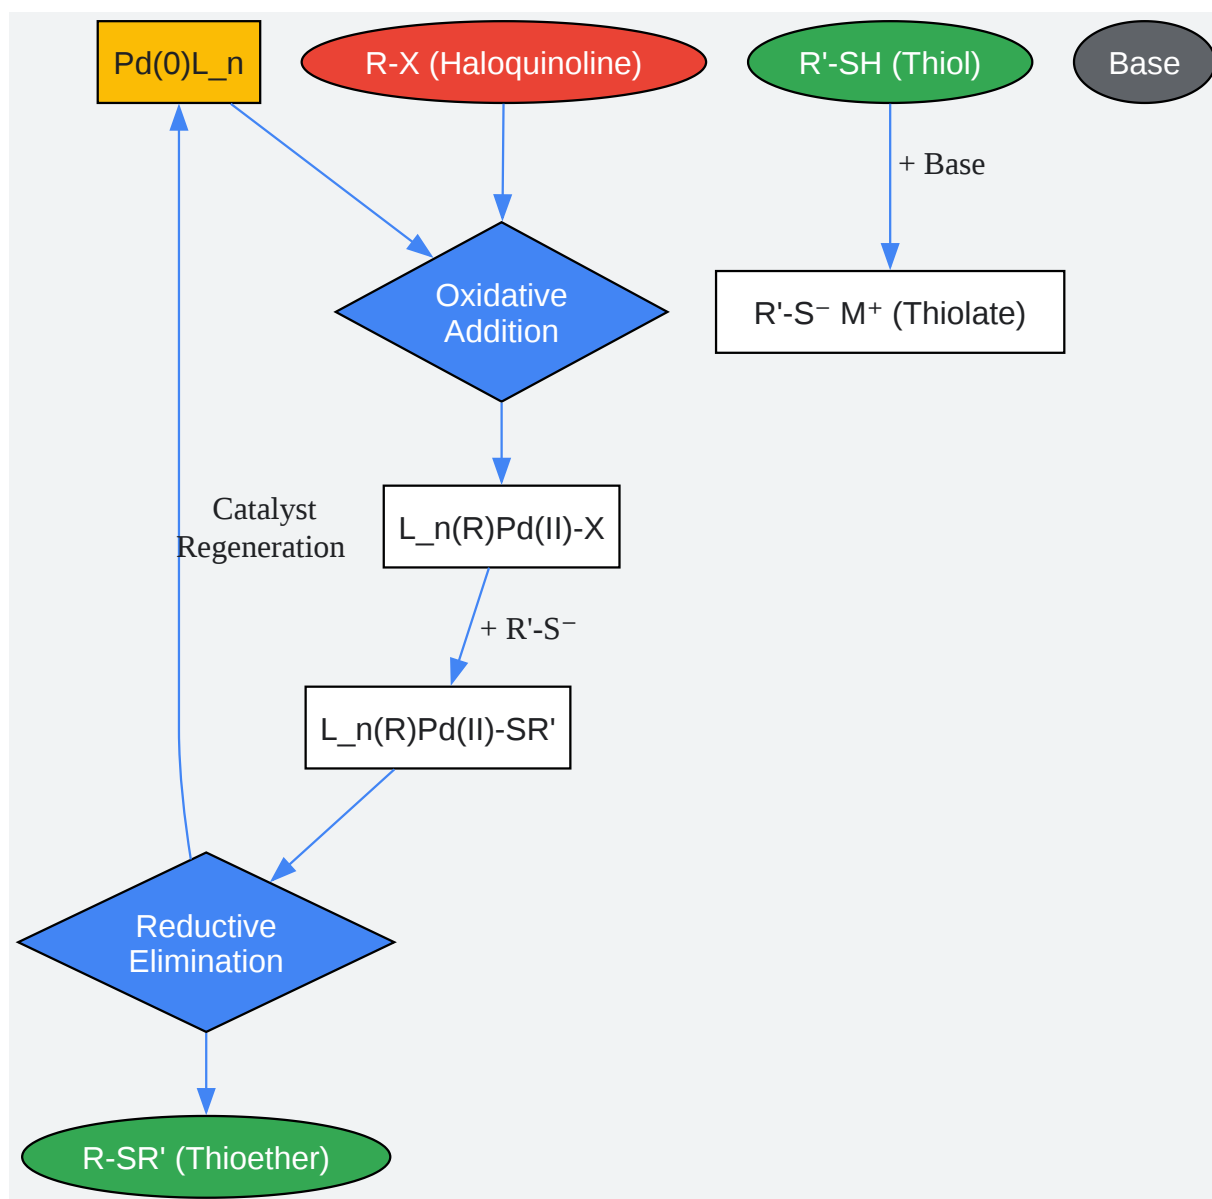 Pd(0)L_n
R-X (Haloquinoline)
R'-SH (Thiol)
Base
+ Base
Oxidative
Addition
R'-S⁻ M⁺ (Thiolate)
Catalyst
Regeneration
L_n(R)Pd(II)-X
+ R'-S⁻
L_n(R)Pd(II)-SR'
Reductive
Elimination
R-SR' (Thioether)